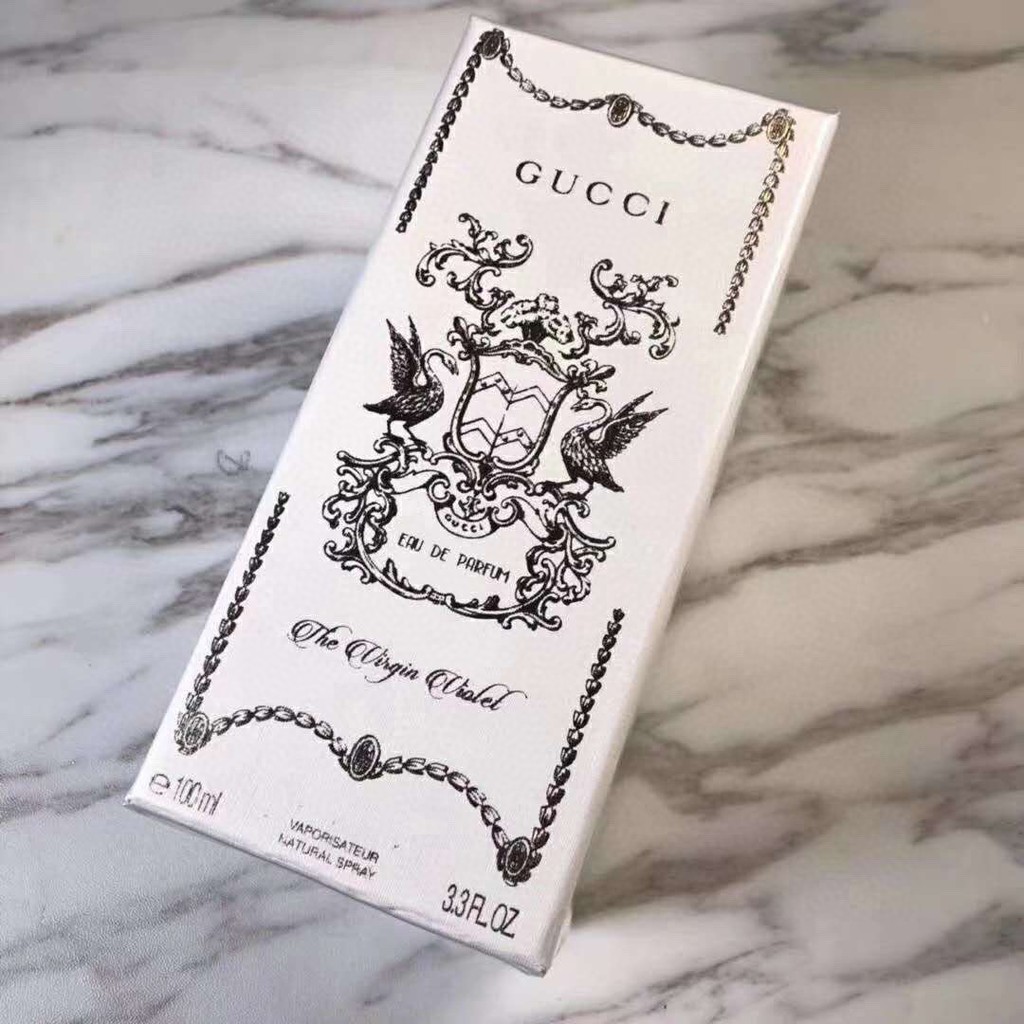 GUCCI
GUCCI
EAU DE PARFUM
The Virgin Violet
e 100 ml
VAPORISATEUR
NATURAL SPRAY
3.3 FL OZ